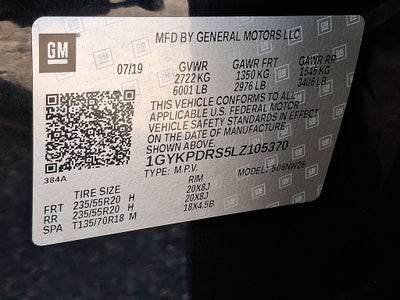 GM
MFD BY GENERAL MOTORS LLC
07/19 GVWR GAWR FRT GAWR RR
2722 KG 1350 KG 1545 KG
6001 LB 2976 LB 3406 LB
THIS VEHICLE CONFORMS TO ALL
APPLICABLE U.S. FEDERAL MOTOR
VEHICLE SAFETY STANDARDS IN EFFECT
ON THE DATE OF MANUFACTURE
SHOWN ABOVE.
1GYKPDRS5LZ105370
384A TYPE: M.P.V. MODEL: 506NW26
TIRE SIZE RIM
FRT 235/55R20 H 20X8J
RR 235/55R20 H 20X8J
SPA T135/70R18 M 18X4.5B